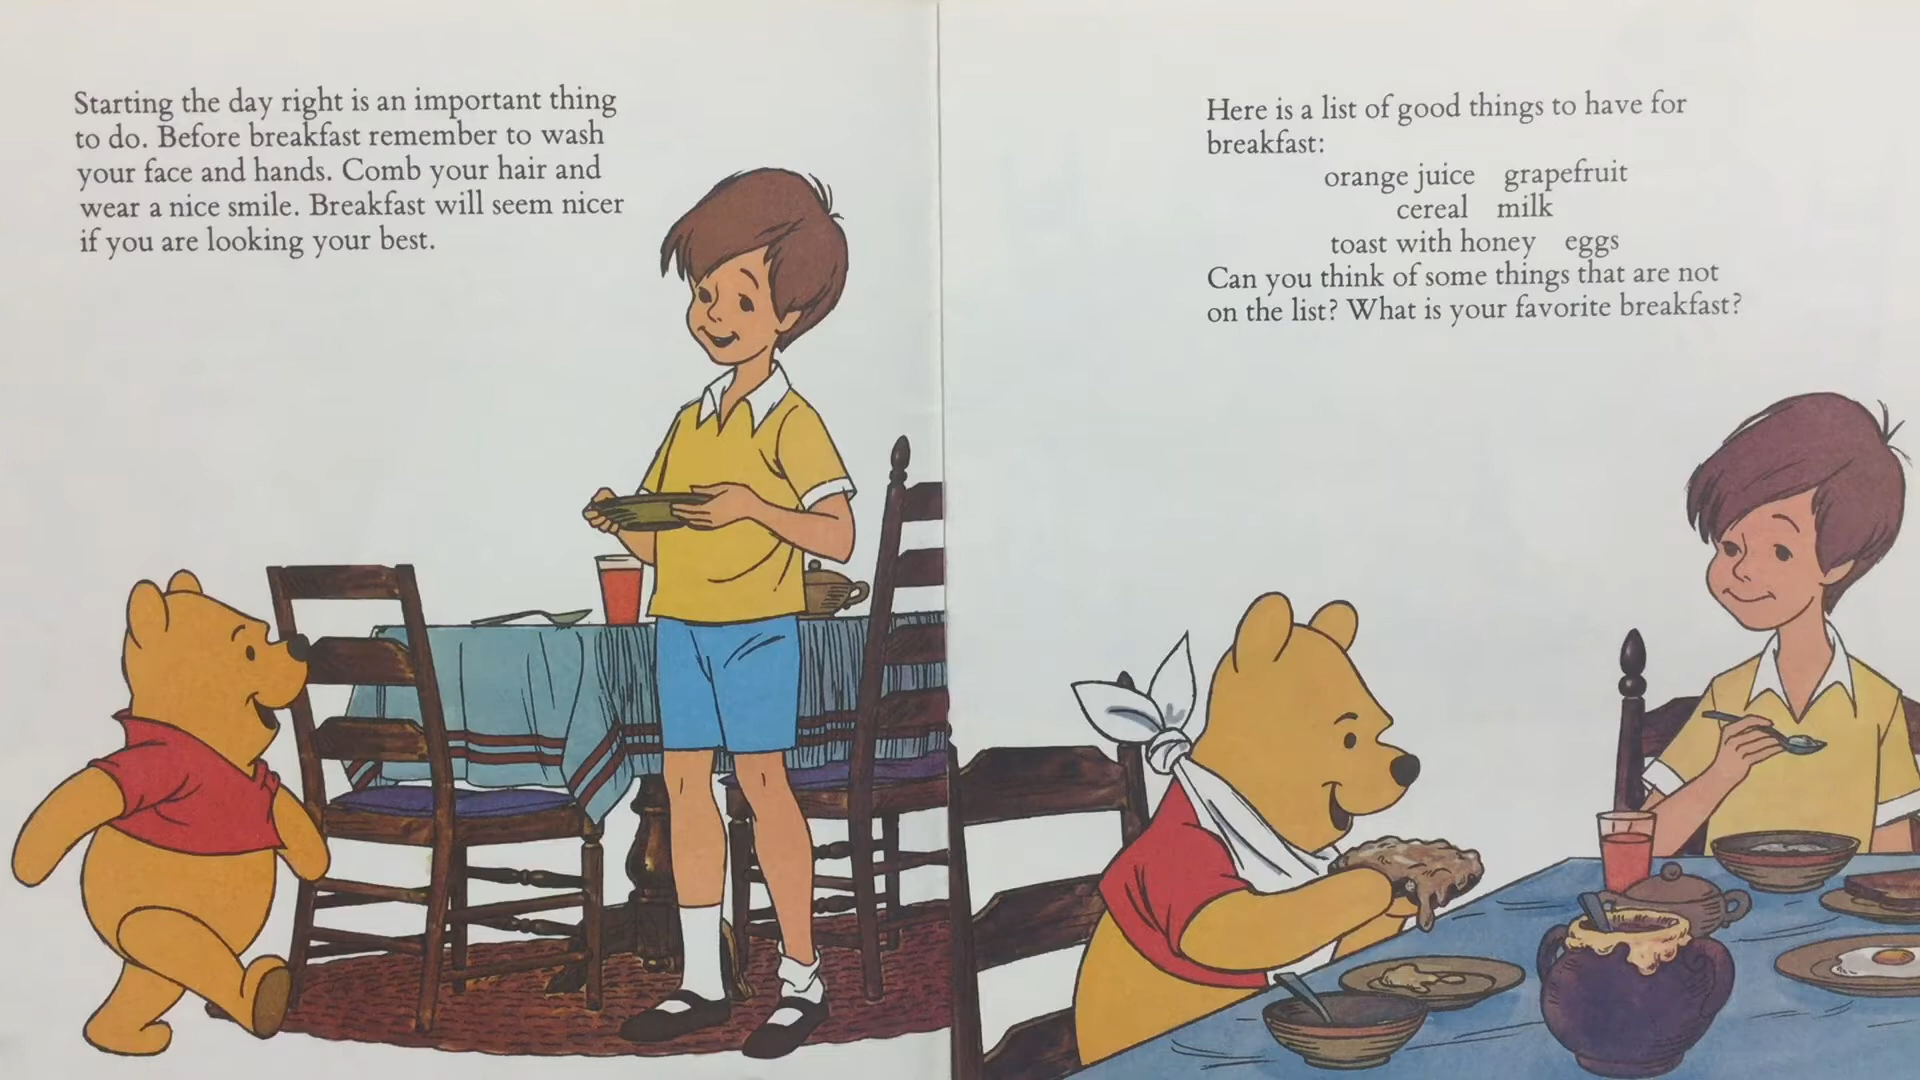 Starting the day right is an important thing
to do. Before breakfast remember to wash
your face and hands. Comb your hair and
wear a nice smile. Breakfast will seem nicer
if you are looking your best.
Here is a list of good things to have for
breakfast:
orange juice grapefruit
cereal milk
toast with honey eggs
Can you think of some things that are not
on the list? What is your favorite breakfast?